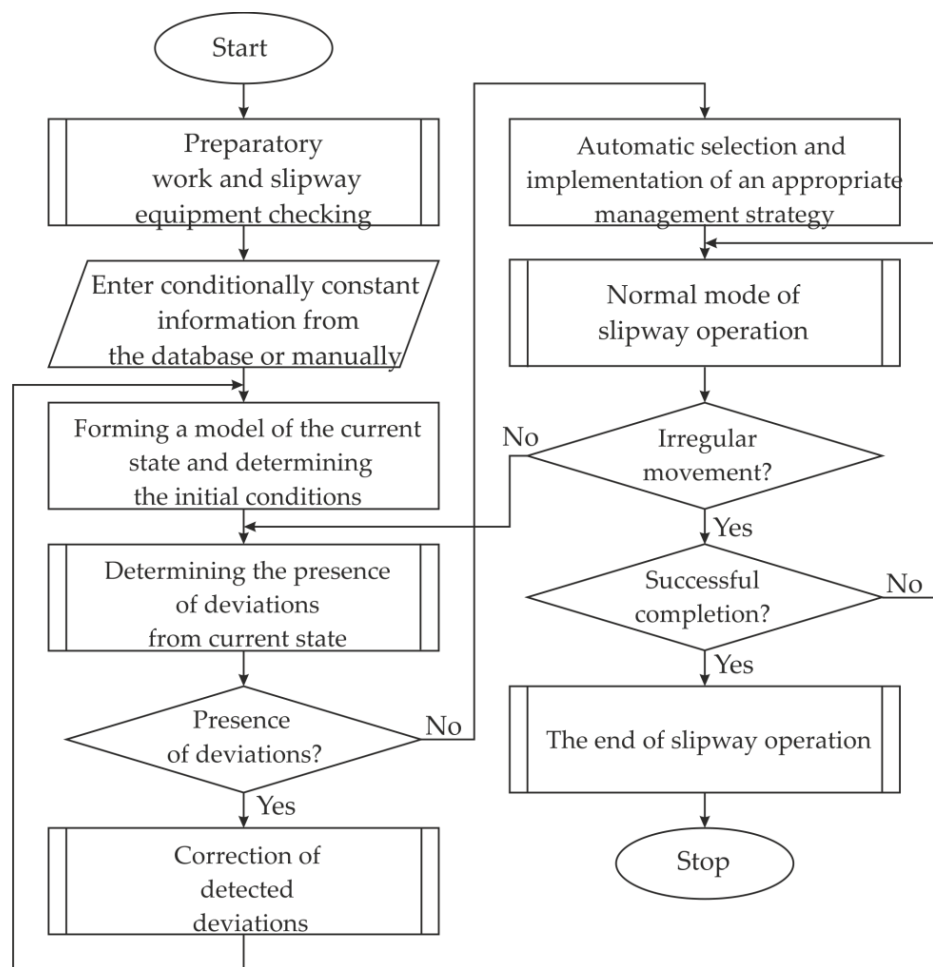 Start
Preparatory
work and slipway
equipment checking
Enter conditionally constant
information from
the database or manually
Forming a model of the current
state and determining
the initial conditions
Determining the presence
of deviations
from current state
Presence
of deviations?
No
Yes
Correction of
detected
deviations
Automatic selection and
implementation of an appropriate
management strategy
Normal mode of
slipway operation
Irregular
movement?
No
Yes
Successful
completion?
No
Yes
The end of slipway operation
Stop